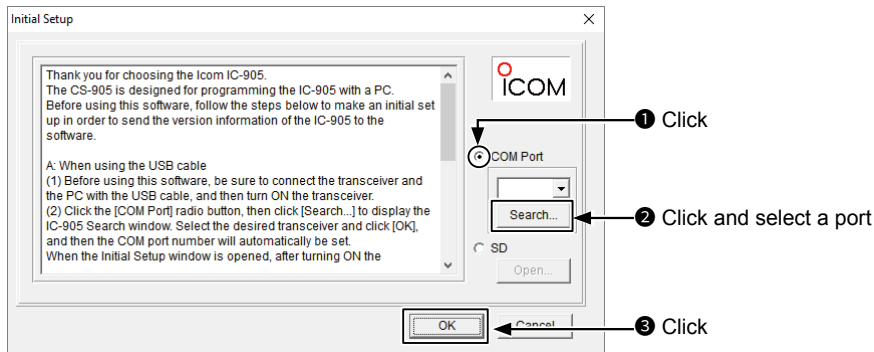 Initial Setup
Thank you for choosing the Icom IC-905.
The CS-905 is designed for programming the IC-905 with a PC.
Before using this software, follow the steps below to make an initial set
up in order to send the version information of the IC-905 to the
software.
A: When using the USB cable
(1) Before using this software, be sure to connect the transceiver and
the PC with the USB cable, and then turn ON the transceiver.
(2) Click the [COM Port] radio button, then click [Search...] to display the
IC-905 Search window. Select the desired transceiver and click [OK],
and then the COM port number will automatically be set.
When the Initial Setup window is opened, after turning ON the
ICOM
❶ Click
COM Port
Search...
❷ Click and select a port
SD
Open...
OK
Cancel
❸ Click